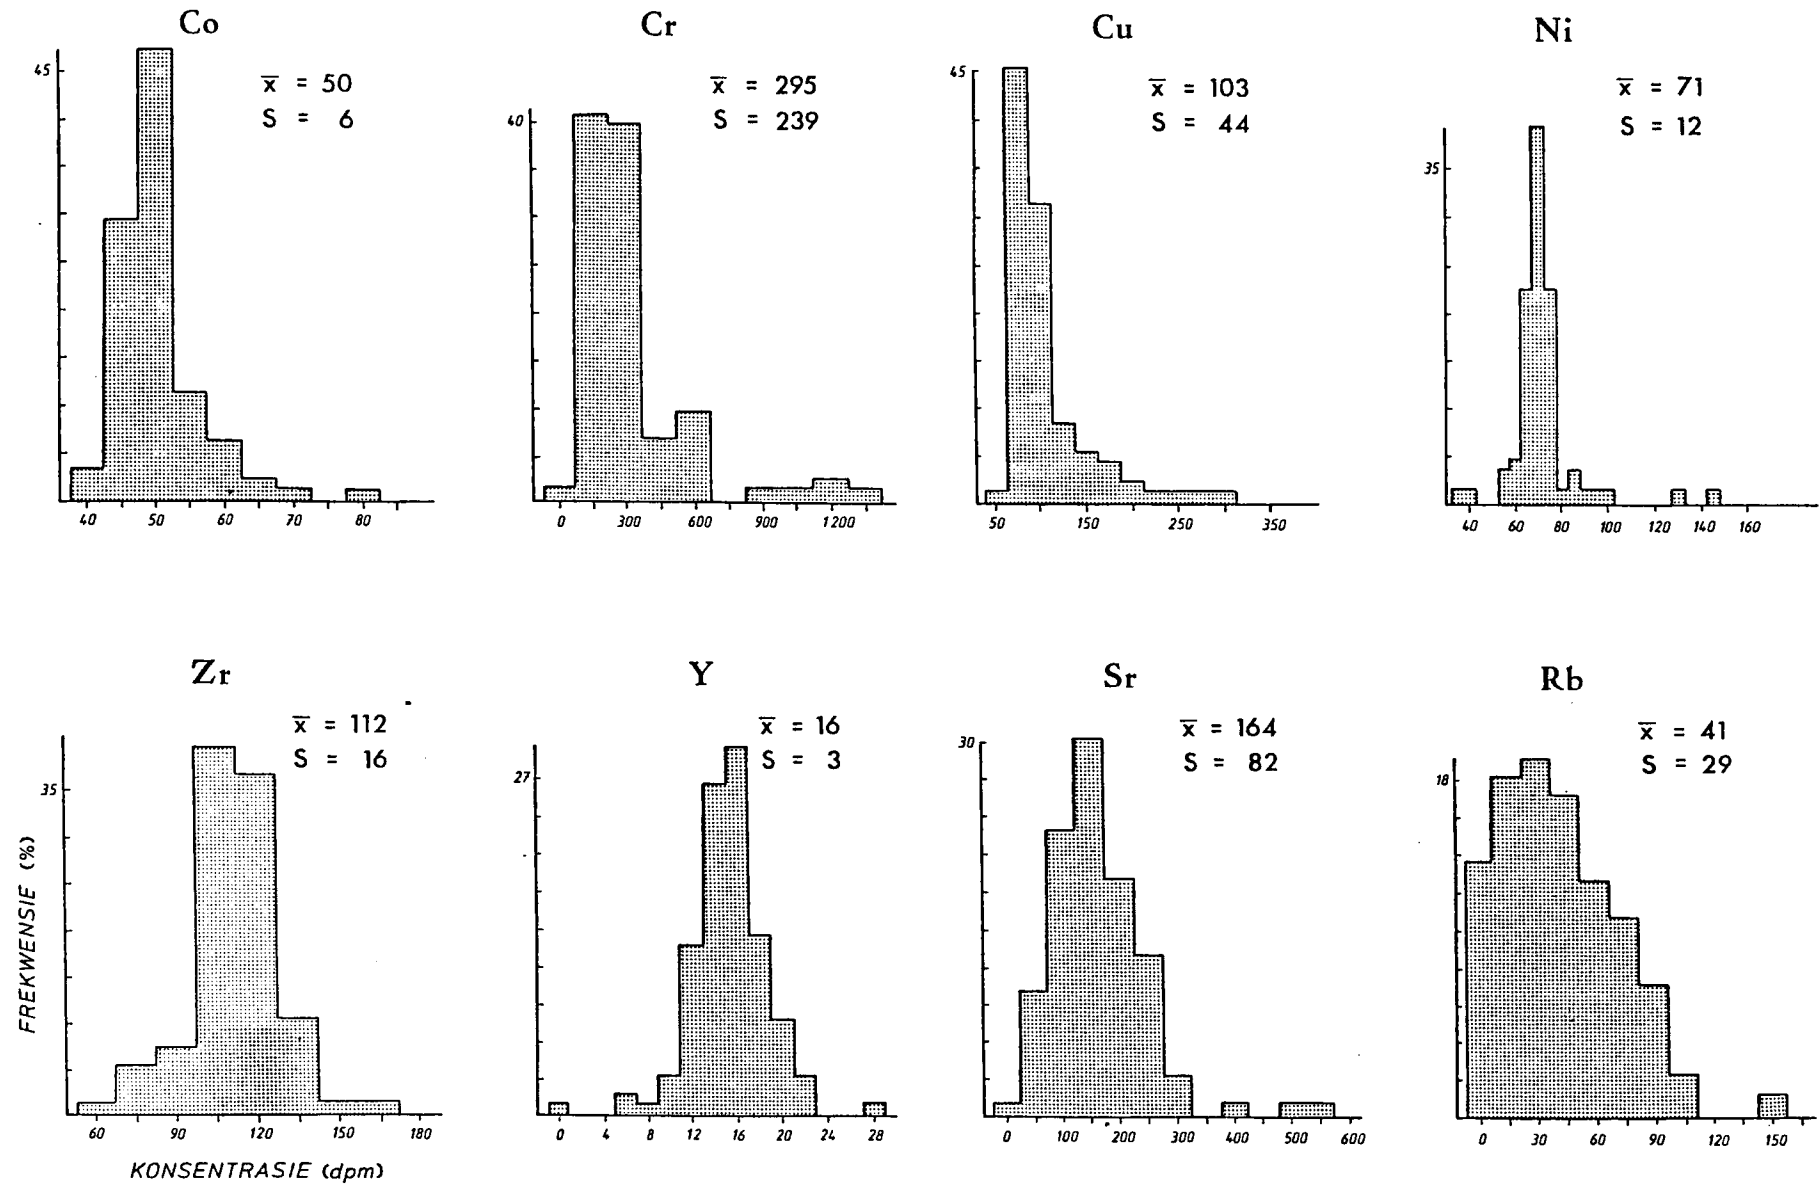 Co
x̅ = 50
S = 6
45
40 50 60 70 80
Cr
x̅ = 295
S = 239
40
0 300 600 900 1200
Cu
x̅ = 103
S = 44
45
50 150 250 350
Ni
x̅ = 71
S = 12
35
40 60 80 100 120 140 160
Zr
x̅ = 112
S = 16
35
60 90 120 150 180
FREKWENSIE (%)
KONSENTRASIE (dpm)
Y
x̅ = 16
S = 3
27
0 4 8 12 16 20 24 28
Sr
x̅ = 164
S = 82
30
0 100 200 300 400 500 600
Rb
x̅ = 41
S = 29
18
0 30 60 90 120 150